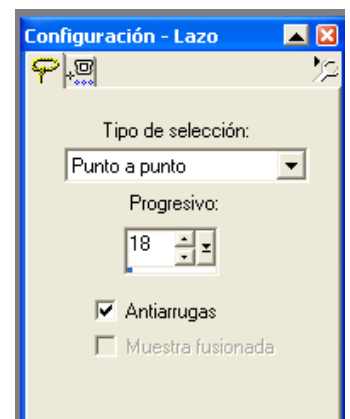 Configuración - Lazo
Tipo de selección:
Punto a punto
Progresivo:
18
Antiarrugas
Muestra fusionada